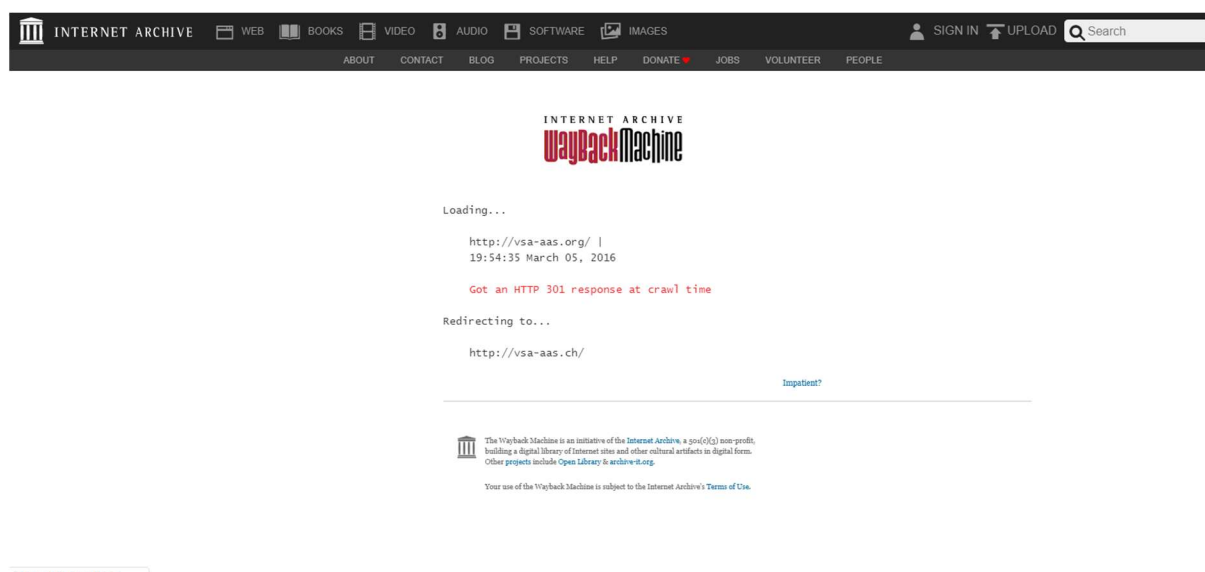 INTERNET ARCHIVE WEB BOOKS VIDEO AUDIO SOFTWARE IMAGES SIGN IN UPLOAD Search
ABOUT CONTACT BLOG PROJECTS HELP DONATE JOBS VOLUNTEER PEOPLE
INTERNET ARCHIVE
WayBackMachine
Loading...
http://vsa-aas.org/ |
19:54:35 March 05, 2016
Got an HTTP 301 response at crawl time
Redirecting to...
http://vsa-aas.ch/
Impatient?
The Wayback Machine is an initiative of the Internet Archive, a 501(c)(3) non-profit,
building a digital library of Internet sites and other cultural artifacts in digital form.
Other projects include Open Library & archive-it.org.
Your use of the Wayback Machine is subject to the Internet Archive's Terms of Use.